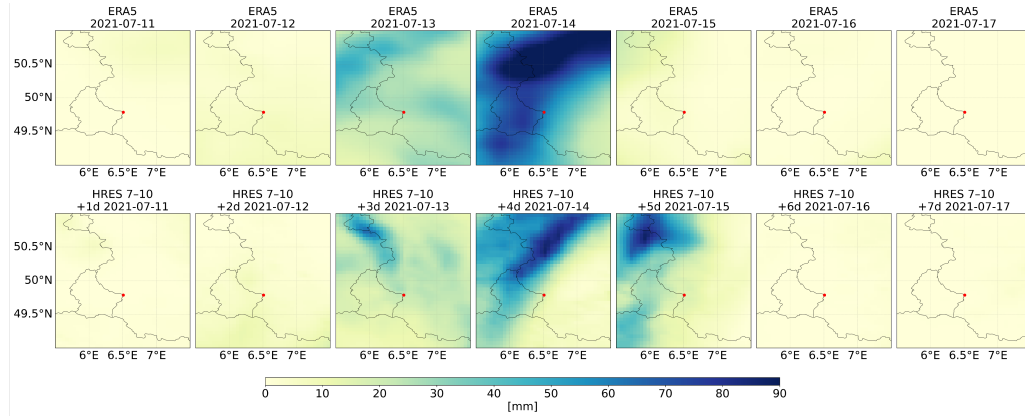 ERA5
2021-07-11
ERA5
2021-07-12
ERA5
2021-07-13
ERA5
2021-07-14
ERA5
2021-07-15
ERA5
2021-07-16
ERA5
2021-07-17
50.5°N
50°N
49.5°N
6°E 6.5°E 7°E
6°E 6.5°E 7°E
6°E 6.5°E 7°E
6°E 6.5°E 7°E
6°E 6.5°E 7°E
6°E 6.5°E 7°E
6°E 6.5°E 7°E
HRES 7–10
+1d 2021-07-11
HRES 7–10
+2d 2021-07-12
HRES 7–10
+3d 2021-07-13
HRES 7–10
+4d 2021-07-14
HRES 7–10
+5d 2021-07-15
HRES 7–10
+6d 2021-07-16
HRES 7–10
+7d 2021-07-17
50.5°N
50°N
49.5°N
6°E 6.5°E 7°E
6°E 6.5°E 7°E
6°E 6.5°E 7°E
6°E 6.5°E 7°E
6°E 6.5°E 7°E
6°E 6.5°E 7°E
6°E 6.5°E 7°E
0 10 20 30 40 50 60 70 80 90
[mm]